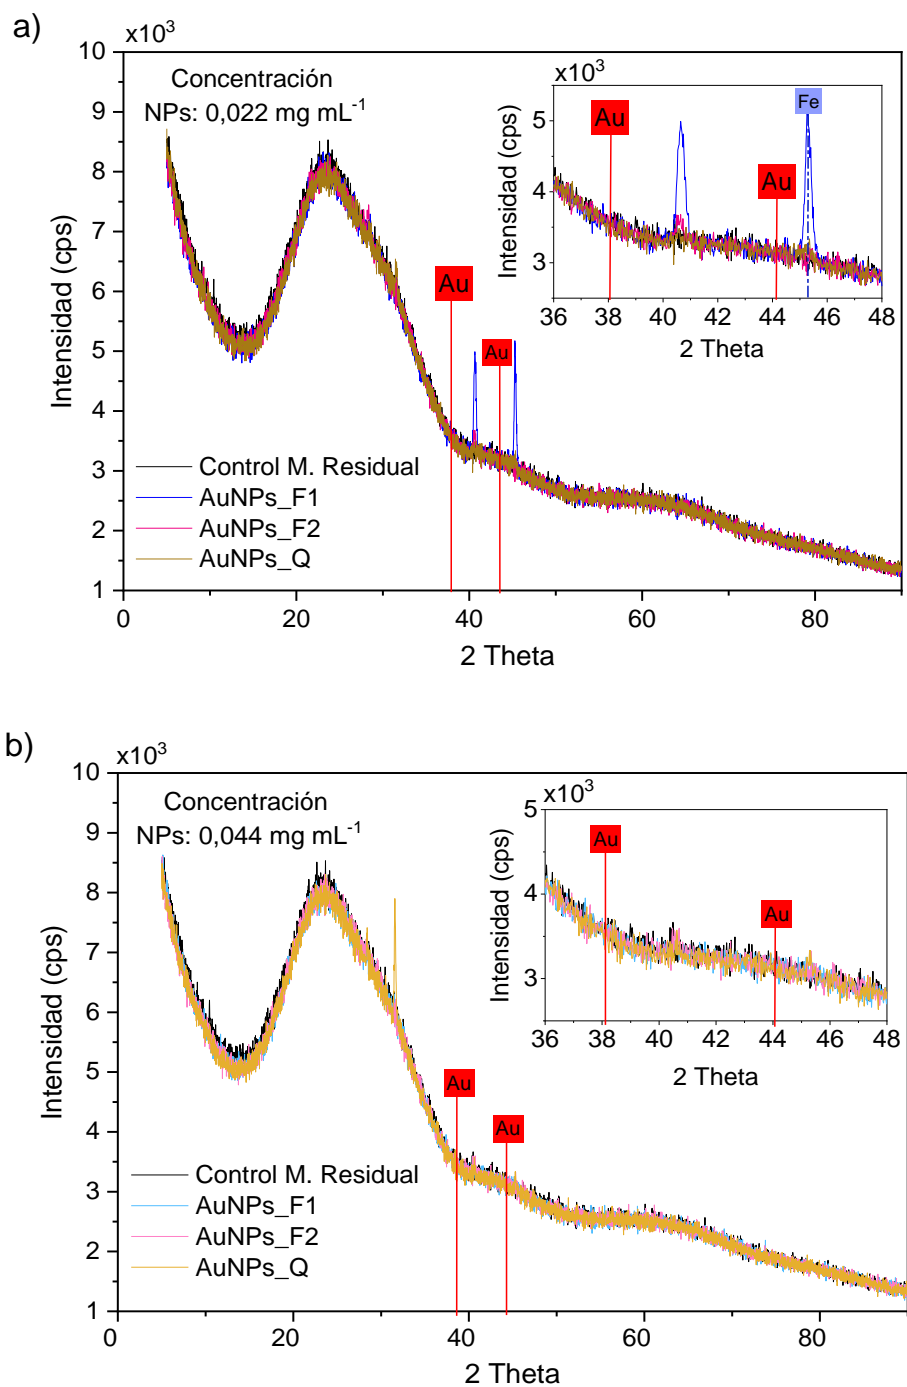 a)
x10³
Concentración
NPs: 0,022 mg mL⁻¹
Intensidad (cps)
10
9
8
7
6
5
4
3
2
1
0
20
40
60
80
2 Theta
Au
Au
Control M. Residual
AuNPs_F1
AuNPs_F2
AuNPs_Q
x10³
Intensidad (cps)
5
4
3
36
38
40
42
44
46
48
2 Theta
Au
Au
Fe
b)
x10³
Concentración
NPs: 0,044 mg mL⁻¹
Intensidad (cps)
10
9
8
7
6
5
4
3
2
1
0
20
40
60
80
2 Theta
Au
Au
Control M. Residual
AuNPs_F1
AuNPs_F2
AuNPs_Q
x10³
Intensidad (cps)
5
4
3
36
38
40
42
44
46
48
2 Theta
Au
Au